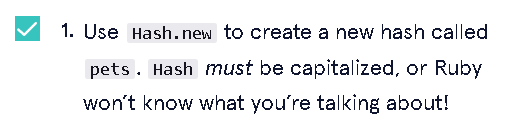 1. Use Hash.new to create a new hash called
pets. Hash must be capitalized, or Ruby
won't know what you're talking about!